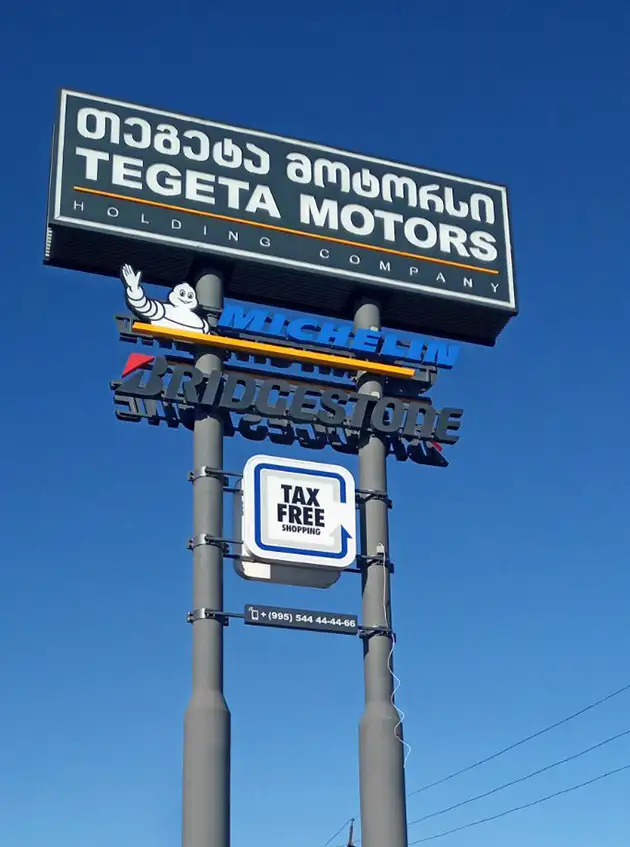 თეგეტა მოტორსი
TEGETA MOTORS
HOLDING COMPANY
MICHELIN
BRIDGESTONE
TAX
FREE
SHOPPING
+(995) 544 44-44-66